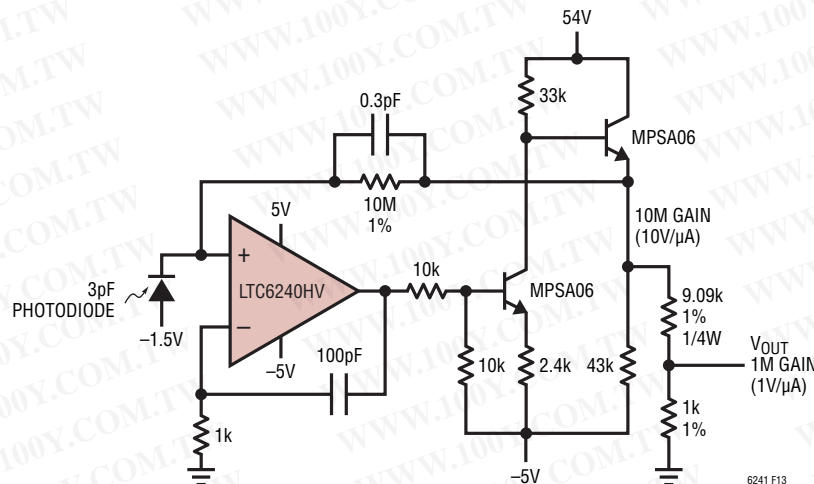 54V
33k
0.3pF
MPSA06
10M
1%
5V
10M GAIN
(10V/µA)
+
LTC6240HV
–
3pF
PHOTODIODE
–1.5V
10k
MPSA06
9.09k
1%
1/4W
–5V
100pF
10k
2.4k
43k
VOUT
1M GAIN
(1V/µA)
1k
1k
1%
–5V
6241 F13
WWW.100Y.COM.TW